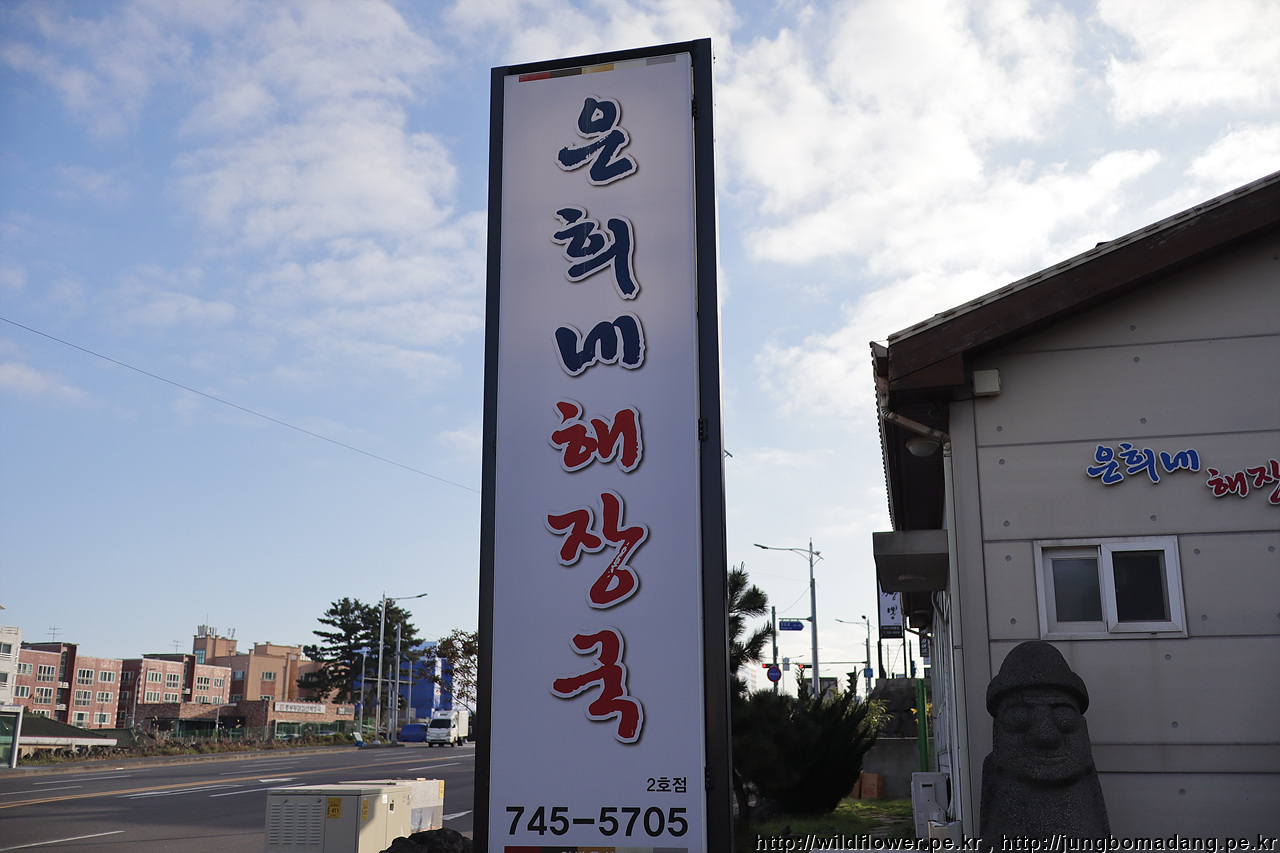 은희네해장국
2호점
745-5705
은희네
해장
http://wildflower.pe.kr , http://jungbomadang.pe.kr